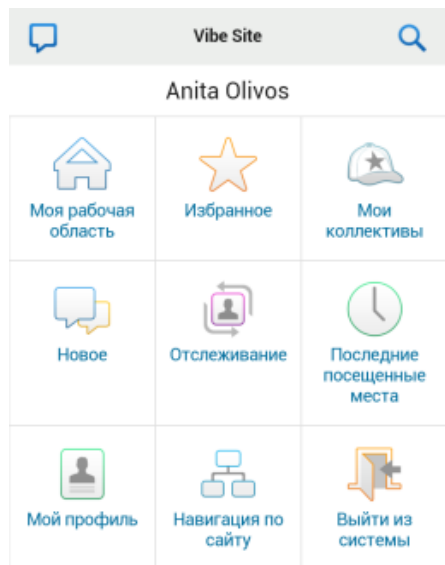 Vibe Site
Anita Olivos
Моя рабочая
область
Избранное
Мои
коллективы
Новое
Отслеживание
Последние
посещенные
места
Мой профиль
Навигация по
сайту
Выйти из
системы